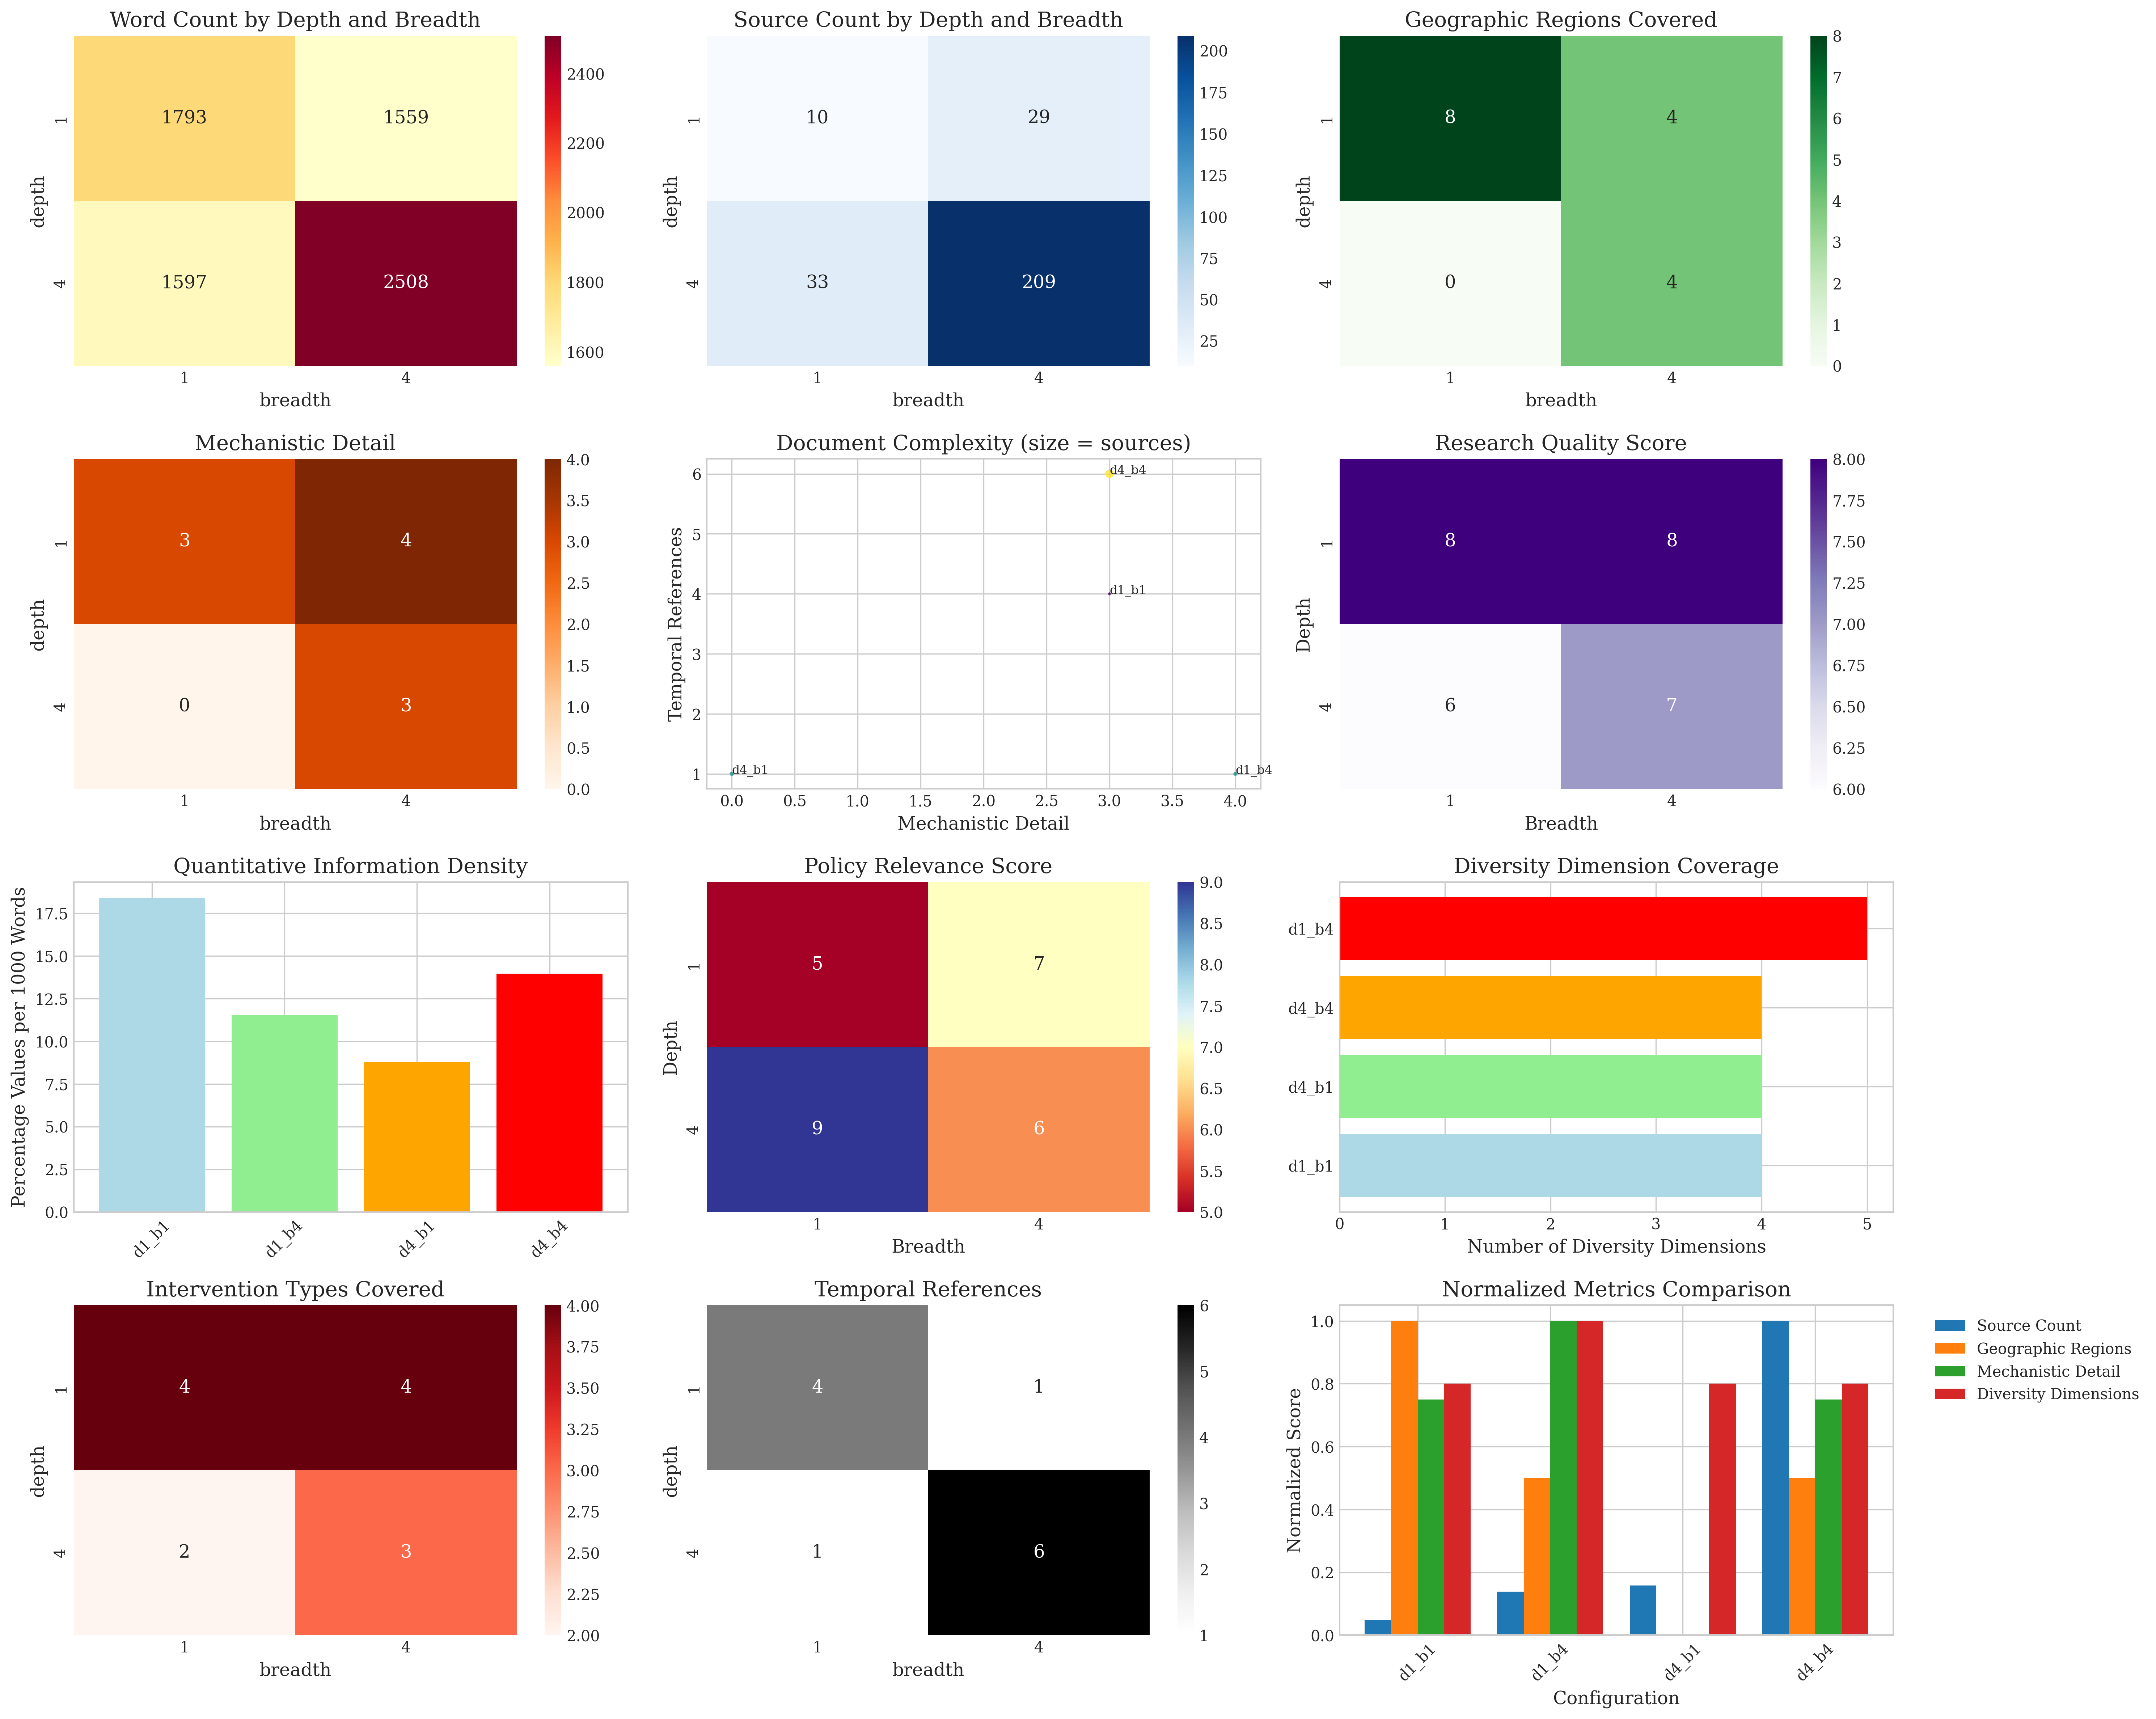 Word Count by Depth and Breadth
1793 1559
1597 2508
1
4
depth
1 4
breadth
2400
2200
2000
1800
1600
Source Count by Depth and Breadth
10 29
33 209
1
4
depth
1 4
breadth
200
175
150
125
100
75
50
25
Geographic Regions Covered
8 4
0 4
1
4
depth
1 4
breadth
8
7
6
5
4
3
2
1
0
Mechanistic Detail
3 4
0 3
1
4
depth
1 4
breadth
4.0
3.5
3.0
2.5
2.0
1.5
1.0
0.5
0.0
Document Complexity (size = sources)
Temporal References
6
5
4
3
2
1
d4_b4
d1_b1
d4_b1
d1_b4
0.0 0.5 1.0 1.5 2.0 2.5 3.0 3.5 4.0
Mechanistic Detail
Research Quality Score
8 8
6 7
1
4
Depth
1 4
Breadth
8.00
7.75
7.50
7.25
7.00
6.75
6.50
6.25
6.00
Quantitative Information Density
Percentage Values per 1000 Words
17.5
15.0
12.5
10.0
7.5
5.0
2.5
0.0
d1_b1 d1_b4 d4_b1 d4_b4
Policy Relevance Score
5 7
9 6
1
4
Depth
1 4
Breadth
9.0
8.5
8.0
7.5
7.0
6.5
6.0
5.5
5.0
Diversity Dimension Coverage
d1_b4
d4_b4
d4_b1
d1_b1
0 1 2 3 4 5
Number of Diversity Dimensions
Intervention Types Covered
4 4
2 3
1
4
depth
1 4
breadth
4.00
3.75
3.50
3.25
3.00
2.75
2.50
2.25
2.00
Temporal References
4 1
1 6
1
4
depth
1 4
breadth
6
5
4
3
2
1
Normalized Metrics Comparison
Normalized Score
1.0
0.8
0.6
0.4
0.2
0.0
d1_b1 d1_b4 d4_b1 d4_b4
Configuration
Source Count
Geographic Regions
Mechanistic Detail
Diversity Dimensions